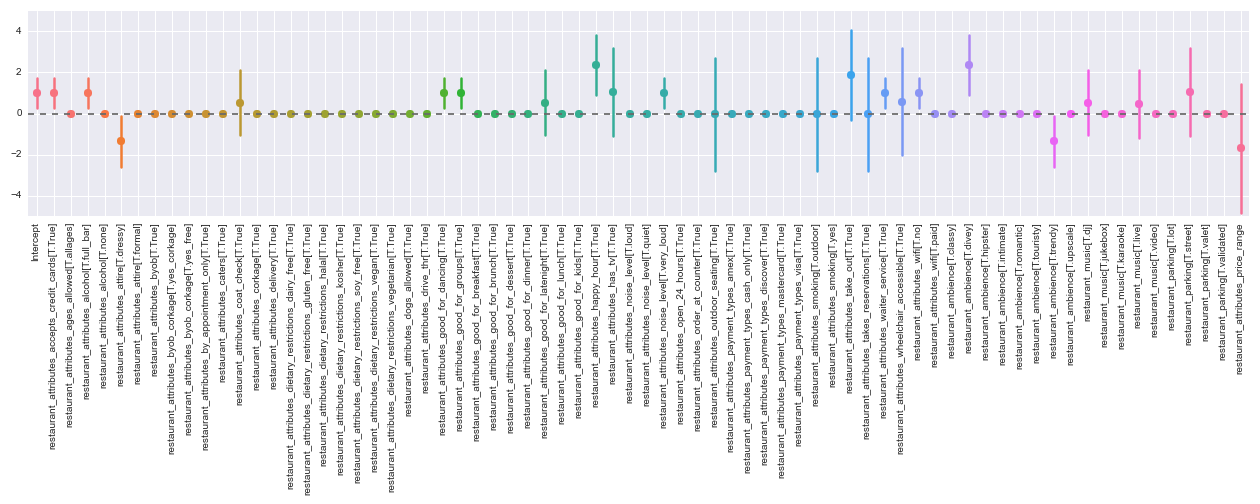 4
2
0
−2
−4
Intercept
restaurant_attributes_accepts_credit_cards[T.True]
restaurant_attributes_ages_allowed[T.allages]
restaurant_attributes_alcohol[T.full_bar]
restaurant_attributes_alcohol[T.none]
restaurant_attributes_attire[T.dressy]
restaurant_attributes_attire[T.formal]
restaurant_attributes_byob[T.True]
restaurant_attributes_byob_corkage[T.yes_corkage]
restaurant_attributes_byob_corkage[T.yes_free]
restaurant_attributes_by_appointment_only[T.True]
restaurant_attributes_caters[T.True]
restaurant_attributes_coat_check[T.True]
restaurant_attributes_corkage[T.True]
restaurant_attributes_delivery[T.True]
restaurant_attributes_dietary_restrictions_dairy_free[T.True]
restaurant_attributes_dietary_restrictions_gluten_free[T.True]
restaurant_attributes_dietary_restrictions_halal[T.True]
restaurant_attributes_dietary_restrictions_kosher[T.True]
restaurant_attributes_dietary_restrictions_soy_free[T.True]
restaurant_attributes_dietary_restrictions_vegan[T.True]
restaurant_attributes_dietary_restrictions_vegetarian[T.True]
restaurant_attributes_dogs_allowed[T.True]
restaurant_attributes_drive_thr[T.True]
restaurant_attributes_good_for_dancing[T.True]
restaurant_attributes_good_for_groups[T.True]
restaurant_attributes_good_for_breakfast[T.True]
restaurant_attributes_good_for_brunch[T.True]
restaurant_attributes_good_for_dessert[T.True]
restaurant_attributes_good_for_dinner[T.True]
restaurant_attributes_good_for_latenight[T.True]
restaurant_attributes_good_for_lunch[T.True]
restaurant_attributes_good_for_kids[T.True]
restaurant_attributes_happy_hour[T.True]
restaurant_attributes_has_tv[T.True]
restaurant_attributes_noise_level[T.loud]
restaurant_attributes_noise_level[T.quiet]
restaurant_attributes_noise_level[T.very_loud]
restaurant_attributes_open_24_hours[T.True]
restaurant_attributes_order_at_counter[T.True]
restaurant_attributes_outdoor_seating[T.True]
restaurant_attributes_payment_types_amex[T.True]
restaurant_attributes_payment_types_cash_only[T.True]
restaurant_attributes_payment_types_discover[T.True]
restaurant_attributes_payment_types_mastercard[T.True]
restaurant_attributes_payment_types_visa[T.True]
restaurant_attributes_smoking[T.outdoor]
restaurant_attributes_smoking[T.yes]
restaurant_attributes_take_out[T.True]
restaurant_attributes_takes_reservations[T.True]
restaurant_attributes_waiter_service[T.True]
restaurant_attributes_wheelchair_accessible[T.True]
restaurant_attributes_wifi[T.no]
restaurant_attributes_wifi[T.paid]
restaurant_ambience[T.classy]
restaurant_ambience[T.divey]
restaurant_ambience[T.hipster]
restaurant_ambience[T.intimate]
restaurant_ambience[T.romantic]
restaurant_ambience[T.touristy]
restaurant_ambience[T.trendy]
restaurant_ambience[T.upscale]
restaurant_music[T.dj]
restaurant_music[T.jukebox]
restaurant_music[T.karaoke]
restaurant_music[T.live]
restaurant_music[T.video]
restaurant_parking[T.lot]
restaurant_parking[T.street]
restaurant_parking[T.valet]
restaurant_parking[T.validated]
restaurant_attributes_price_range